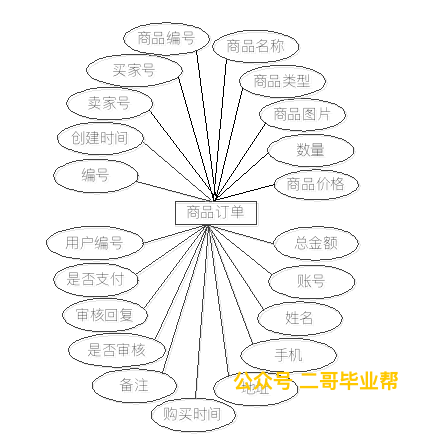 商品编号
商品名称
买家号
商品类型
卖家号
商品图片
创建时间
数量
编号
商品价格
商品订单
用户编号
总金额
是否支付
账号
审核回复
姓名
是否审核
手机
备注
地址
公众号 二哥毕业帮
购买时间